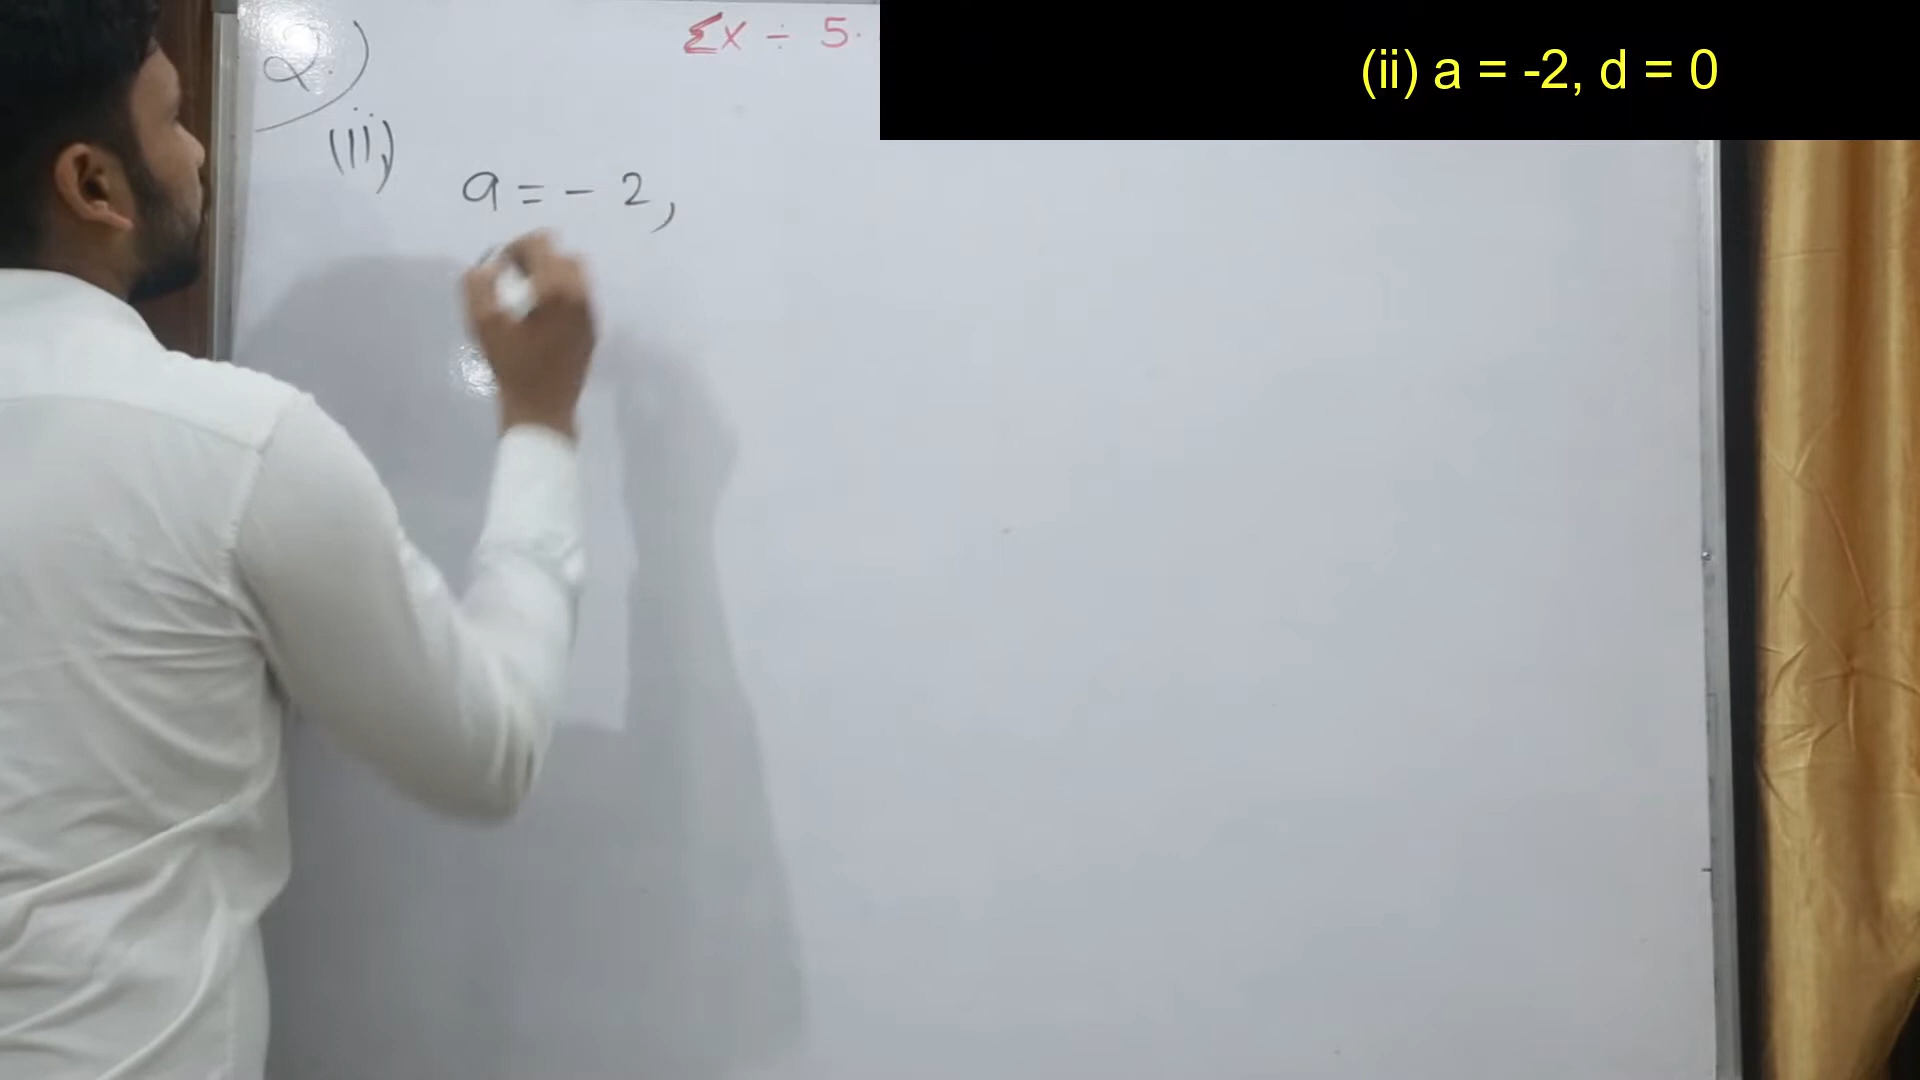 Ex ÷ 5.
(ii) a = -2, d = 0
Q.2)
(ii)
a = - 2,